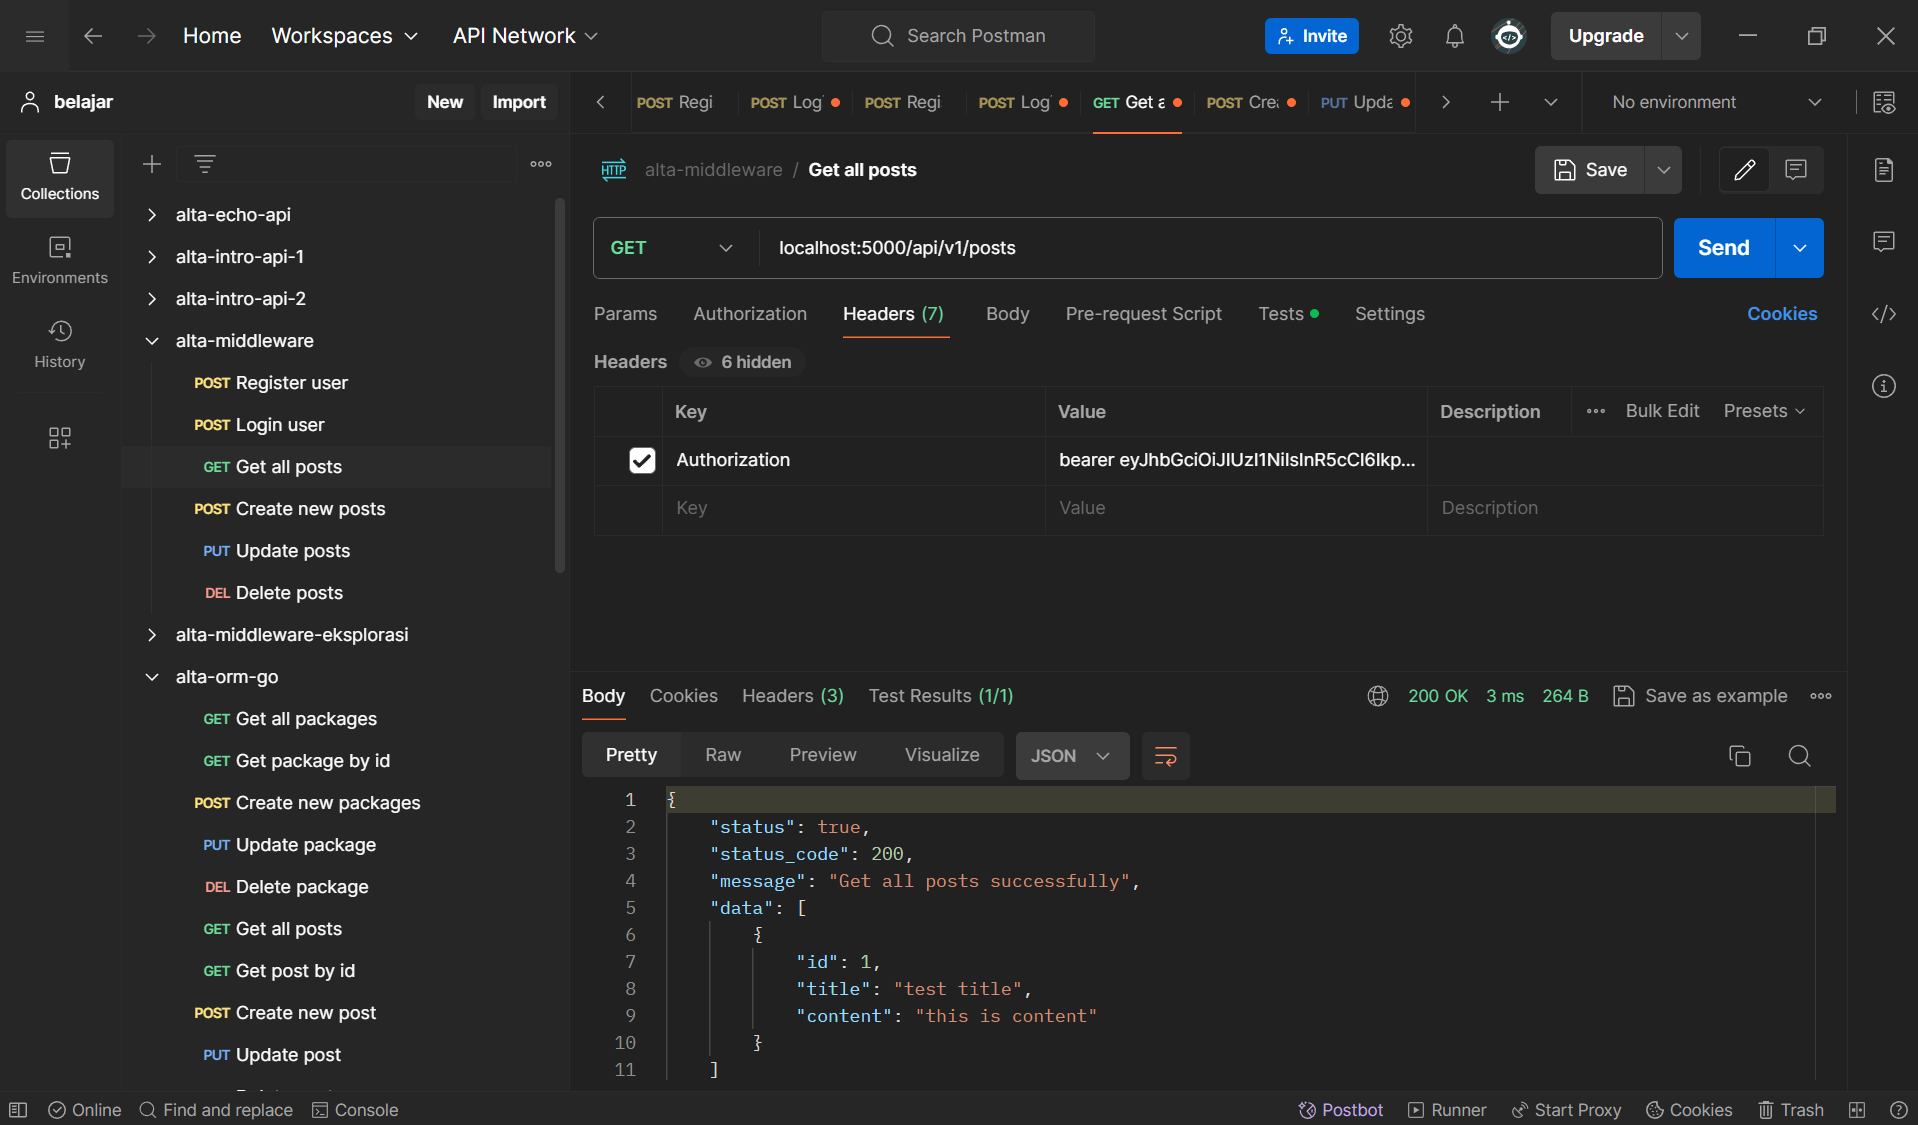 Home Workspaces API Network Search Postman Invite Upgrade
belajar New Import
POST Regi POST Log POST Regi POST Log GET Get a POST Crea PUT Upda No environment
Collections
Environments
History
alta-echo-api
alta-intro-api-1
alta-intro-api-2
alta-middleware
POST Register user
POST Login user
GET Get all posts
POST Create new posts
PUT Update posts
DEL Delete posts
alta-middleware-eksplorasi
alta-orm-go
GET Get all packages
GET Get package by id
POST Create new packages
PUT Update package
DEL Delete package
GET Get all posts
GET Get post by id
POST Create new post
PUT Update post
HTTP alta-middleware / Get all posts Save
GET localhost:5000/api/v1/posts Send
Params Authorization Headers (7) Body Pre-request Script Tests Settings Cookies
Headers 6 hidden
Key Value Description Bulk Edit Presets
Authorization bearer eyJhbGciOiJIUzI1NiIsInR5cCI6Ikp...
Key Value Description
Body Cookies Headers (3) Test Results (1/1) 200 OK 3 ms 264 B Save as example
Pretty Raw Preview Visualize JSON
1 {
2 "status": true,
3 "status_code": 200,
4 "message": "Get all posts successfully",
5 "data": [
6 {
7 "id": 1,
8 "title": "test title",
9 "content": "this is content"
10 }
11 ]
Online Find and replace Console Postbot Runner Start Proxy Cookies Trash